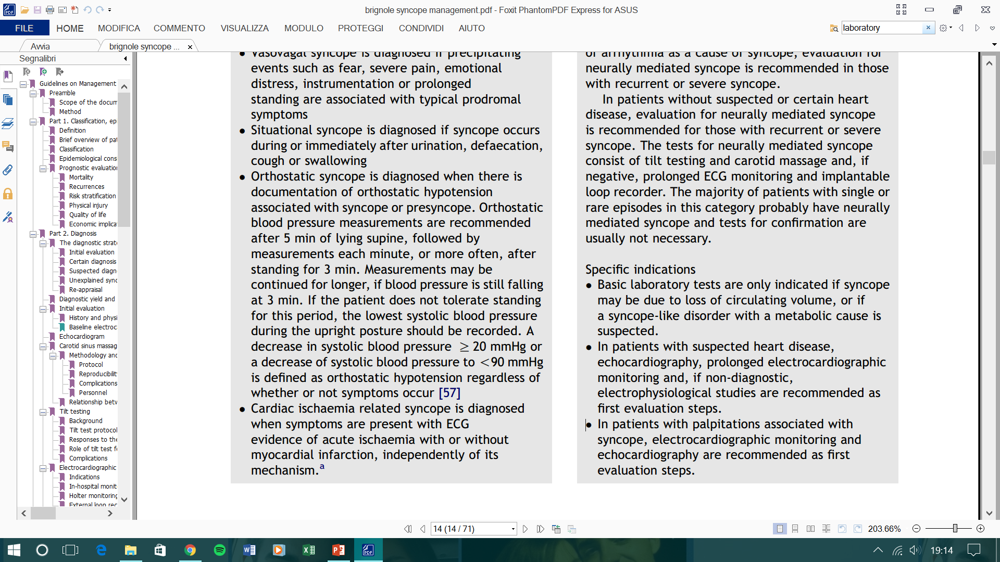 brignole syncope management.pdf - Foxit PhantomPDF Express for ASUS
FILE HOME MODIFICA COMMENTO VISUALIZZA MODULO PROTEGGI CONDIVIDI AIUTO
laboratory
Avvia
brignole syncope ...
Segnalibri
Guidelines on Management
Preamble
Scope of the docum
Method
Part 1. Classification, ep
Definition
Brief overview of pat
Classification
Epidemiological cons
Prognostic evaluation
Mortality
Recurrences
Risk stratification
Physical injury
Quality of life
Economic implica
Part 2. Diagnosis
The diagnostic strate
Initial evaluation
Certain diagnosis
Suspected diagn
Unexplained sync
Re-appraisal
Diagnostic yield and
Initial evaluation
History and physi
Baseline electroc
Echocardiogram
Carotid sinus massag
Methodology and
Protocol
Reproducibilit
Complications
Personnel
Relationship betw
Tilt testing
Background
Tilt test protocol
Responses to the
Role of tilt test f
Complications
Electrocardiographic
Indications
In-hospital monit
Holter monitoring
External loop rec
• Vasovagal syncope is diagnosed if precipitating
events such as fear, severe pain, emotional
distress, instrumentation or prolonged
standing are associated with typical prodromal
symptoms
• Situational syncope is diagnosed if syncope occurs
during or immediately after urination, defaecation,
cough or swallowing
• Orthostatic syncope is diagnosed when there is
documentation of orthostatic hypotension
associated with syncope or presyncope. Orthostatic
blood pressure measurements are recommended
after 5 min of lying supine, followed by
measurements each minute, or more often, after
standing for 3 min. Measurements may be
continued for longer, if blood pressure is still falling
at 3 min. If the patient does not tolerate standing
for this period, the lowest systolic blood pressure
during the upright posture should be recorded. A
decrease in systolic blood pressure ≥ 20 mmHg or
a decrease of systolic blood pressure to <90 mmHg
is defined as orthostatic hypotension regardless of
whether or not symptoms occur [57]
• Cardiac ischaemia related syncope is diagnosed
when symptoms are present with ECG
evidence of acute ischaemia with or without
myocardial infarction, independently of its
mechanism.a
of arrhythmia as a cause of syncope, evaluation for
neurally mediated syncope is recommended in those
with recurrent or severe syncope.
In patients without suspected or certain heart
disease, evaluation for neurally mediated syncope
is recommended for those with recurrent or severe
syncope. The tests for neurally mediated syncope
consist of tilt testing and carotid massage and, if
negative, prolonged ECG monitoring and implantable
loop recorder. The majority of patients with single or
rare episodes in this category probably have neurally
mediated syncope and tests for confirmation are
usually not necessary.
Specific indications
• Basic laboratory tests are only indicated if syncope
may be due to loss of circulating volume, or if
a syncope-like disorder with a metabolic cause is
suspected.
• In patients with suspected heart disease,
echocardiography, prolonged electrocardiographic
monitoring and, if non-diagnostic,
electrophysiological studies are recommended as
first evaluation steps.
• In patients with palpitations associated with
syncope, electrocardiographic monitoring and
echocardiography are recommended as first
evaluation steps.
14 (14 / 71)
203.66%
19:14